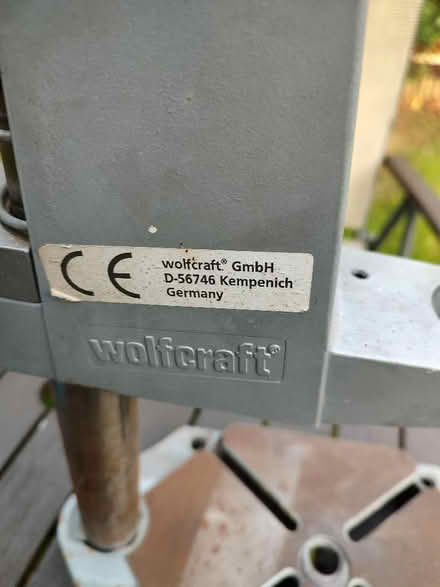 CE
wolfcraft® GmbH
D-56746 Kempenich
Germany
wolfcraft®